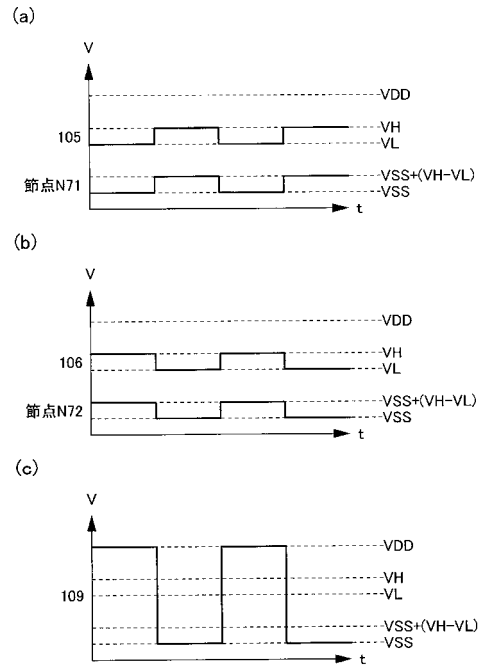 (a)
V
VDD
105
VH
VL
節点N71
VSS+(VH-VL)
VSS
t
(b)
V
VDD
106
VH
VL
節点N72
VSS+(VH-VL)
VSS
t
(c)
V
VDD
VH
109
VL
VSS+(VH-VL)
VSS
t